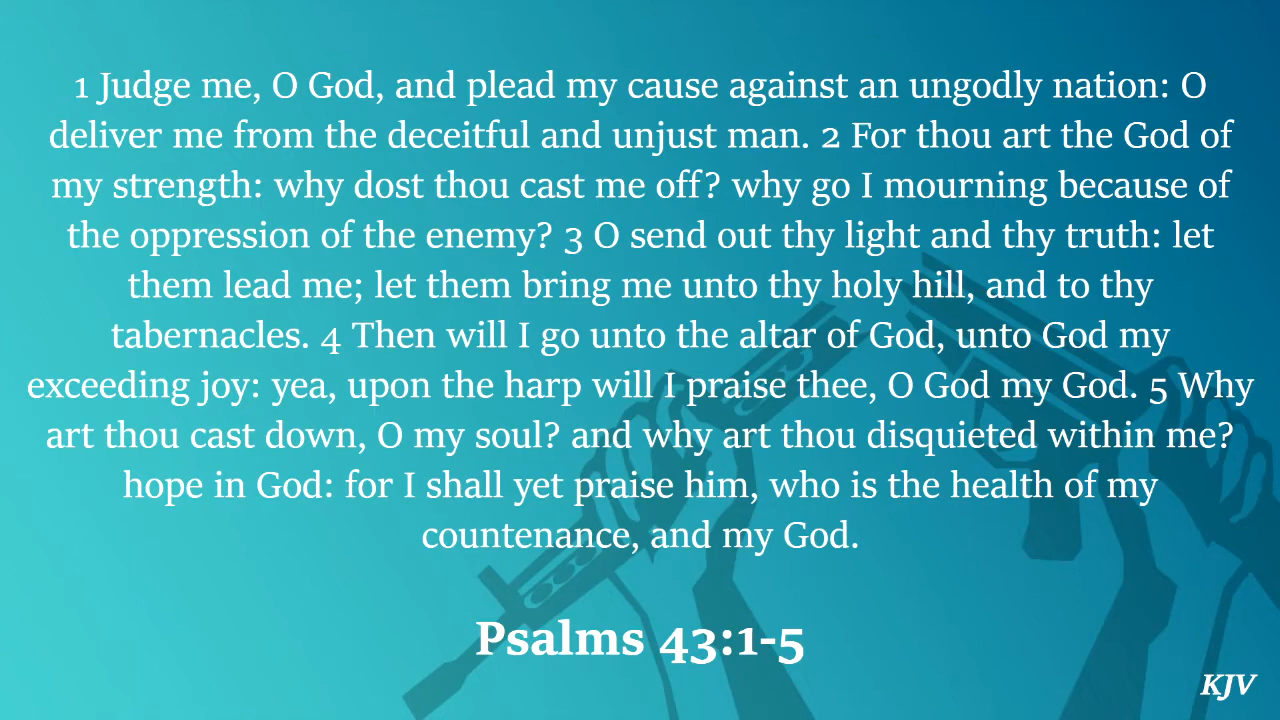 1 Judge me, O God, and plead my cause against an ungodly nation: O
deliver me from the deceitful and unjust man. 2 For thou art the God of
my strength: why dost thou cast me off? why go I mourning because of
the oppression of the enemy? 3 O send out thy light and thy truth: let
them lead me; let them bring me unto thy holy hill, and to thy
tabernacles. 4 Then will I go unto the altar of God, unto God my
exceeding joy: yea, upon the harp will I praise thee, O God my God. 5 Why
art thou cast down, O my soul? and why art thou disquieted within me?
hope in God: for I shall yet praise him, who is the health of my
countenance, and my God.
Psalms 43:1-5
KJV